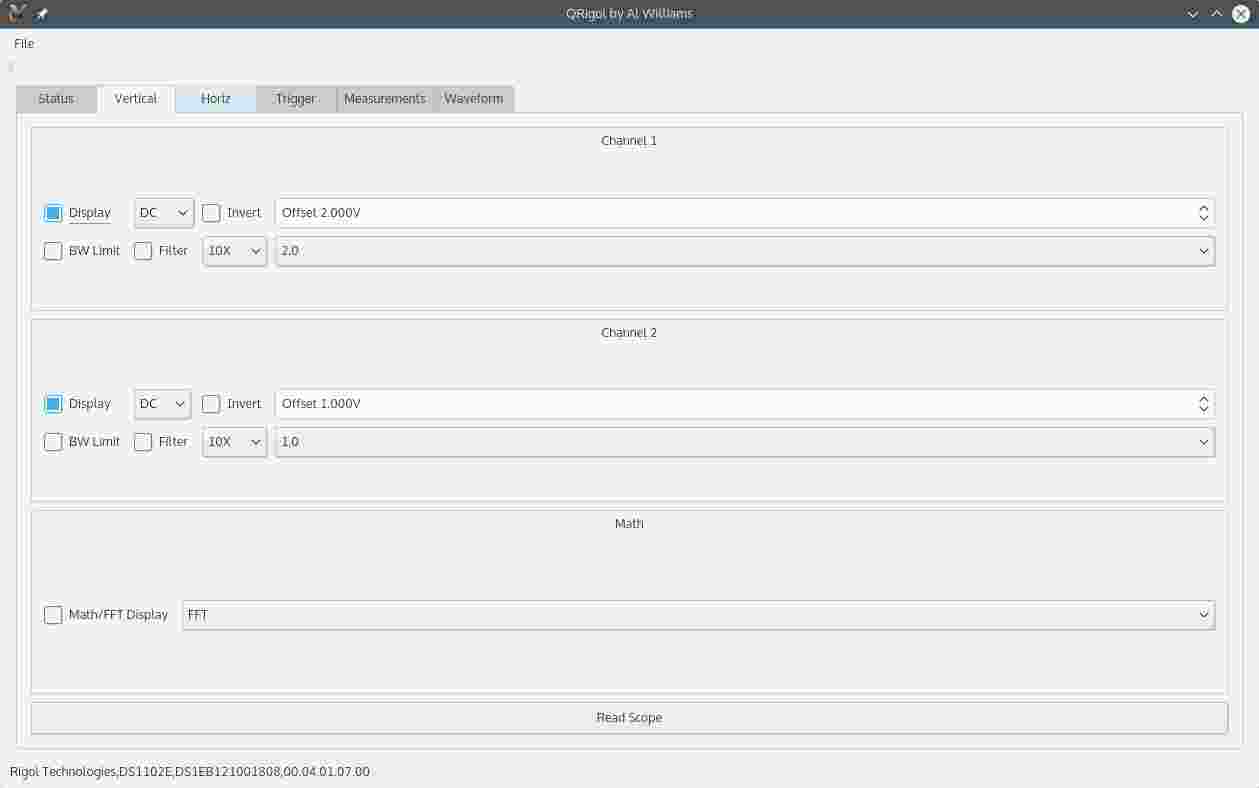 QRigol by Al Williams
File
Status Vertical Horiz Trigger Measurements Waveform
Channel 1
Display DC Invert Offset 2.000V
BW Limit Filter 10X 2.0
Channel 2
Display DC Invert Offset 1.000V
BW Limit Filter 10X 1.0
Math
Math/FFT Display FFT
Read Scope
Rigol Technologies,DS1102E,DS1EB121001808,00.04.01.07.00